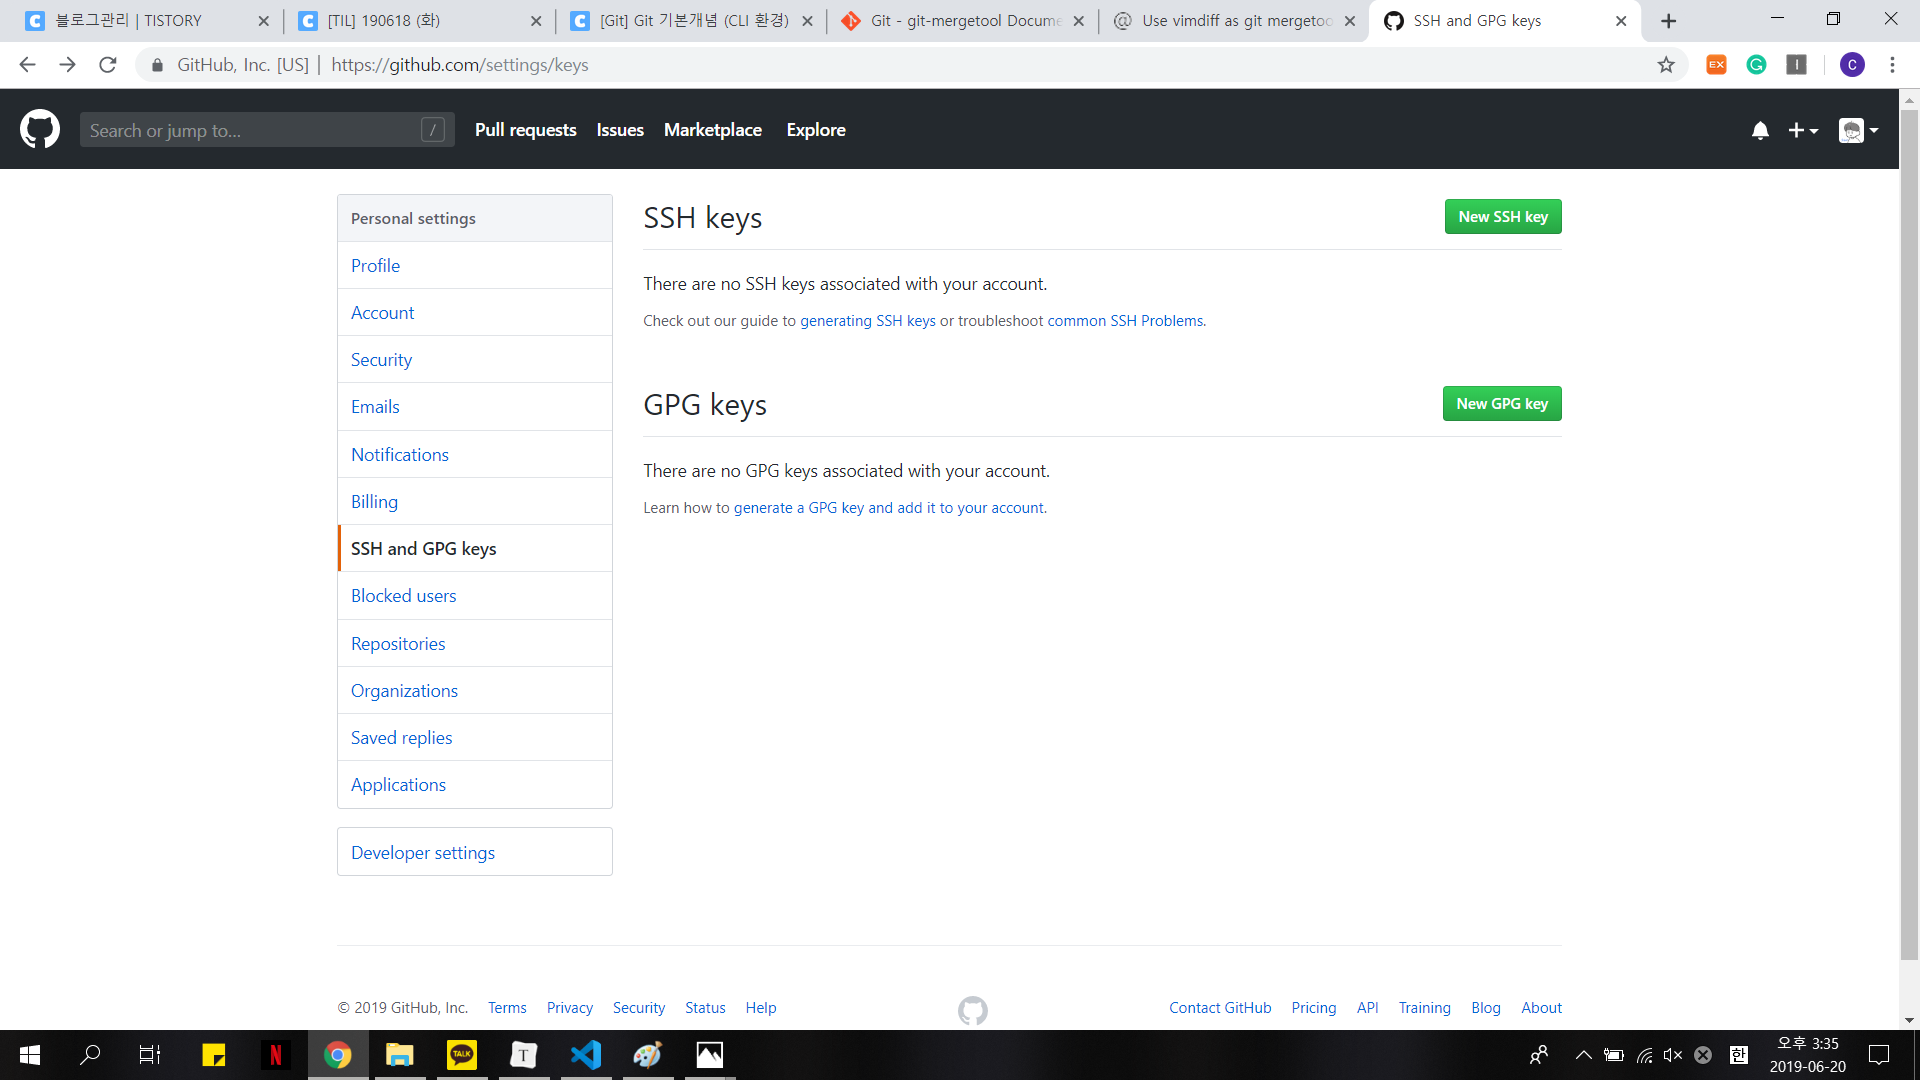 블로그관리 | TISTORY
[TIL] 190618 (화)
[Git] Git 기본개념 (CLI 환경)
Git - git-mergetool Docume
Use vimdiff as git mergetoo
SSH and GPG keys
GitHub, Inc. [US] | https://github.com/settings/keys
EX
G
I
C
Search or jump to...
/
Pull requests
Issues
Marketplace
Explore
Personal settings
Profile
Account
Security
Emails
Notifications
Billing
SSH and GPG keys
Blocked users
Repositories
Organizations
Saved replies
Applications
Developer settings
SSH keys
New SSH key
There are no SSH keys associated with your account.
Check out our guide to generating SSH keys or troubleshoot common SSH Problems.
GPG keys
New GPG key
There are no GPG keys associated with your account.
Learn how to generate a GPG key and add it to your account.
© 2019 GitHub, Inc.
Terms
Privacy
Security
Status
Help
Contact GitHub
Pricing
API
Training
Blog
About
N
TALK
T
한
오후 3:35
2019-06-20